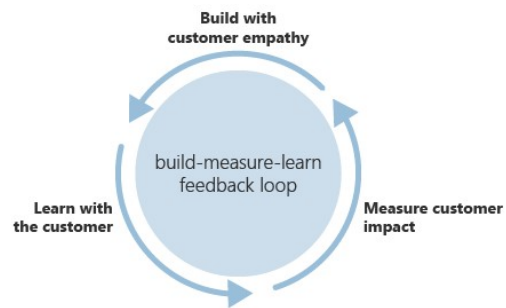 Build with
customer empathy
build-measure-learn
feedback loop
Learn with
the customer
Measure customer
impact